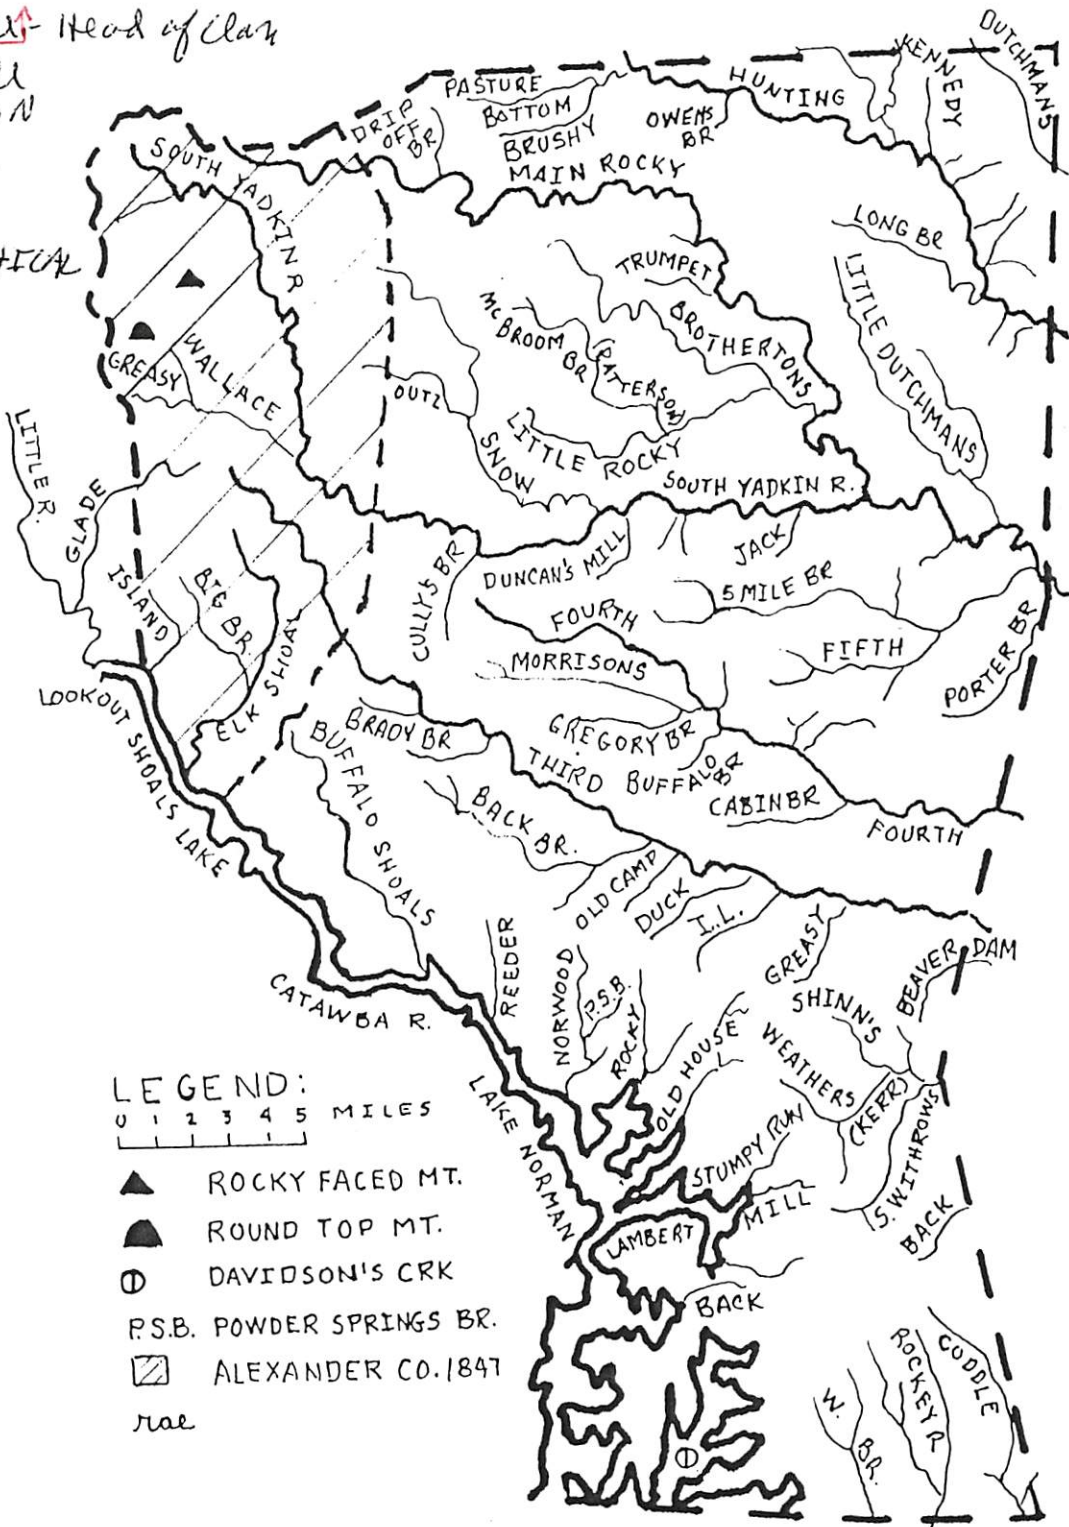 Head of Clan
N
TICAL
DUTCHMANS
KENNEDY
HUNTING
PASTURE
BOTTOM
BRUSHY
OWENS BR
DRIP OFF BR
MAIN ROCKY
SOUTH YADKIN R
LONG BR
TRUMPET
LITTLE DUTCHMANS
BROTHERTONS
McBROOM BR
(PATTERSON)
WALLACE
GREASY
OUTZ
LITTLE ROCKY
SNOW
SOUTH YADKIN R.
LITTLE R.
GLADE
ISLAND
BIG BR.
ELK SHOAL
CULLYS BR
DUNCAN'S MILL
JACK
5 MILE BR
FOURTH
FIFTH
MORRISONS
PORTER BR
LOOKOUT SHOALS LAKE
BRADY BR
GREGORY BR
BUFFALO SHOALS
THIRD
BUFFALO BR
CABIN BR
BACK BR.
FOURTH
OLD CAMP
DUCK
I.L.
GREASY
BEAVER DAM
REEDER
NORWOOD
P.S.B.
ROCKY
SHINN'S
CATAWBA R.
OLD HOUSE
WEATHERS
(KERR)
S. WITHROWS
LAKE NORMAN
STUMPY RUN
MILL
BACK
LAMBERT
BACK
CODDLE
ROCKEY R
W. BR.
LEGEND:
0 1 2 3 4 5 MILES
ROCKY FACED MT.
ROUND TOP MT.
DAVIDSON'S CRK
P.S.B. POWDER SPRINGS BR.
ALEXANDER CO. 1847
rae